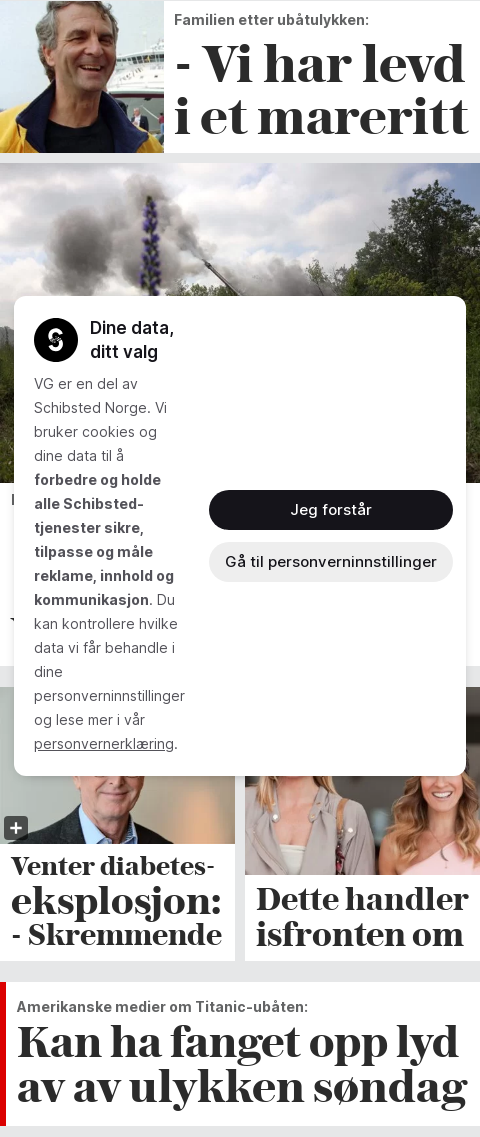 Familien etter ubåtulykken:
- Vi har levd
i et mareritt
Dine data,
ditt valg
VG er en del av
Schibsted Norge. Vi
bruker cookies og
dine data til å
forbedre og holde
alle Schibsted-
tjenester sikre,
tilpasse og måle
reklame, innhold og
kommunikasjon. Du
kan kontrollere hvilke
data vi får behandle i
dine
personverninnstillinger
og lese mer i vår
personvernerklæring.
Jeg forstår
Gå til personverninnstillinger
Venter diabetes-
eksplosjon:
- Skremmende
Dette handler
isfronten om
Amerikanske medier om Titanic-ubåten:
Kan ha fanget opp lyd
av av ulykken søndag